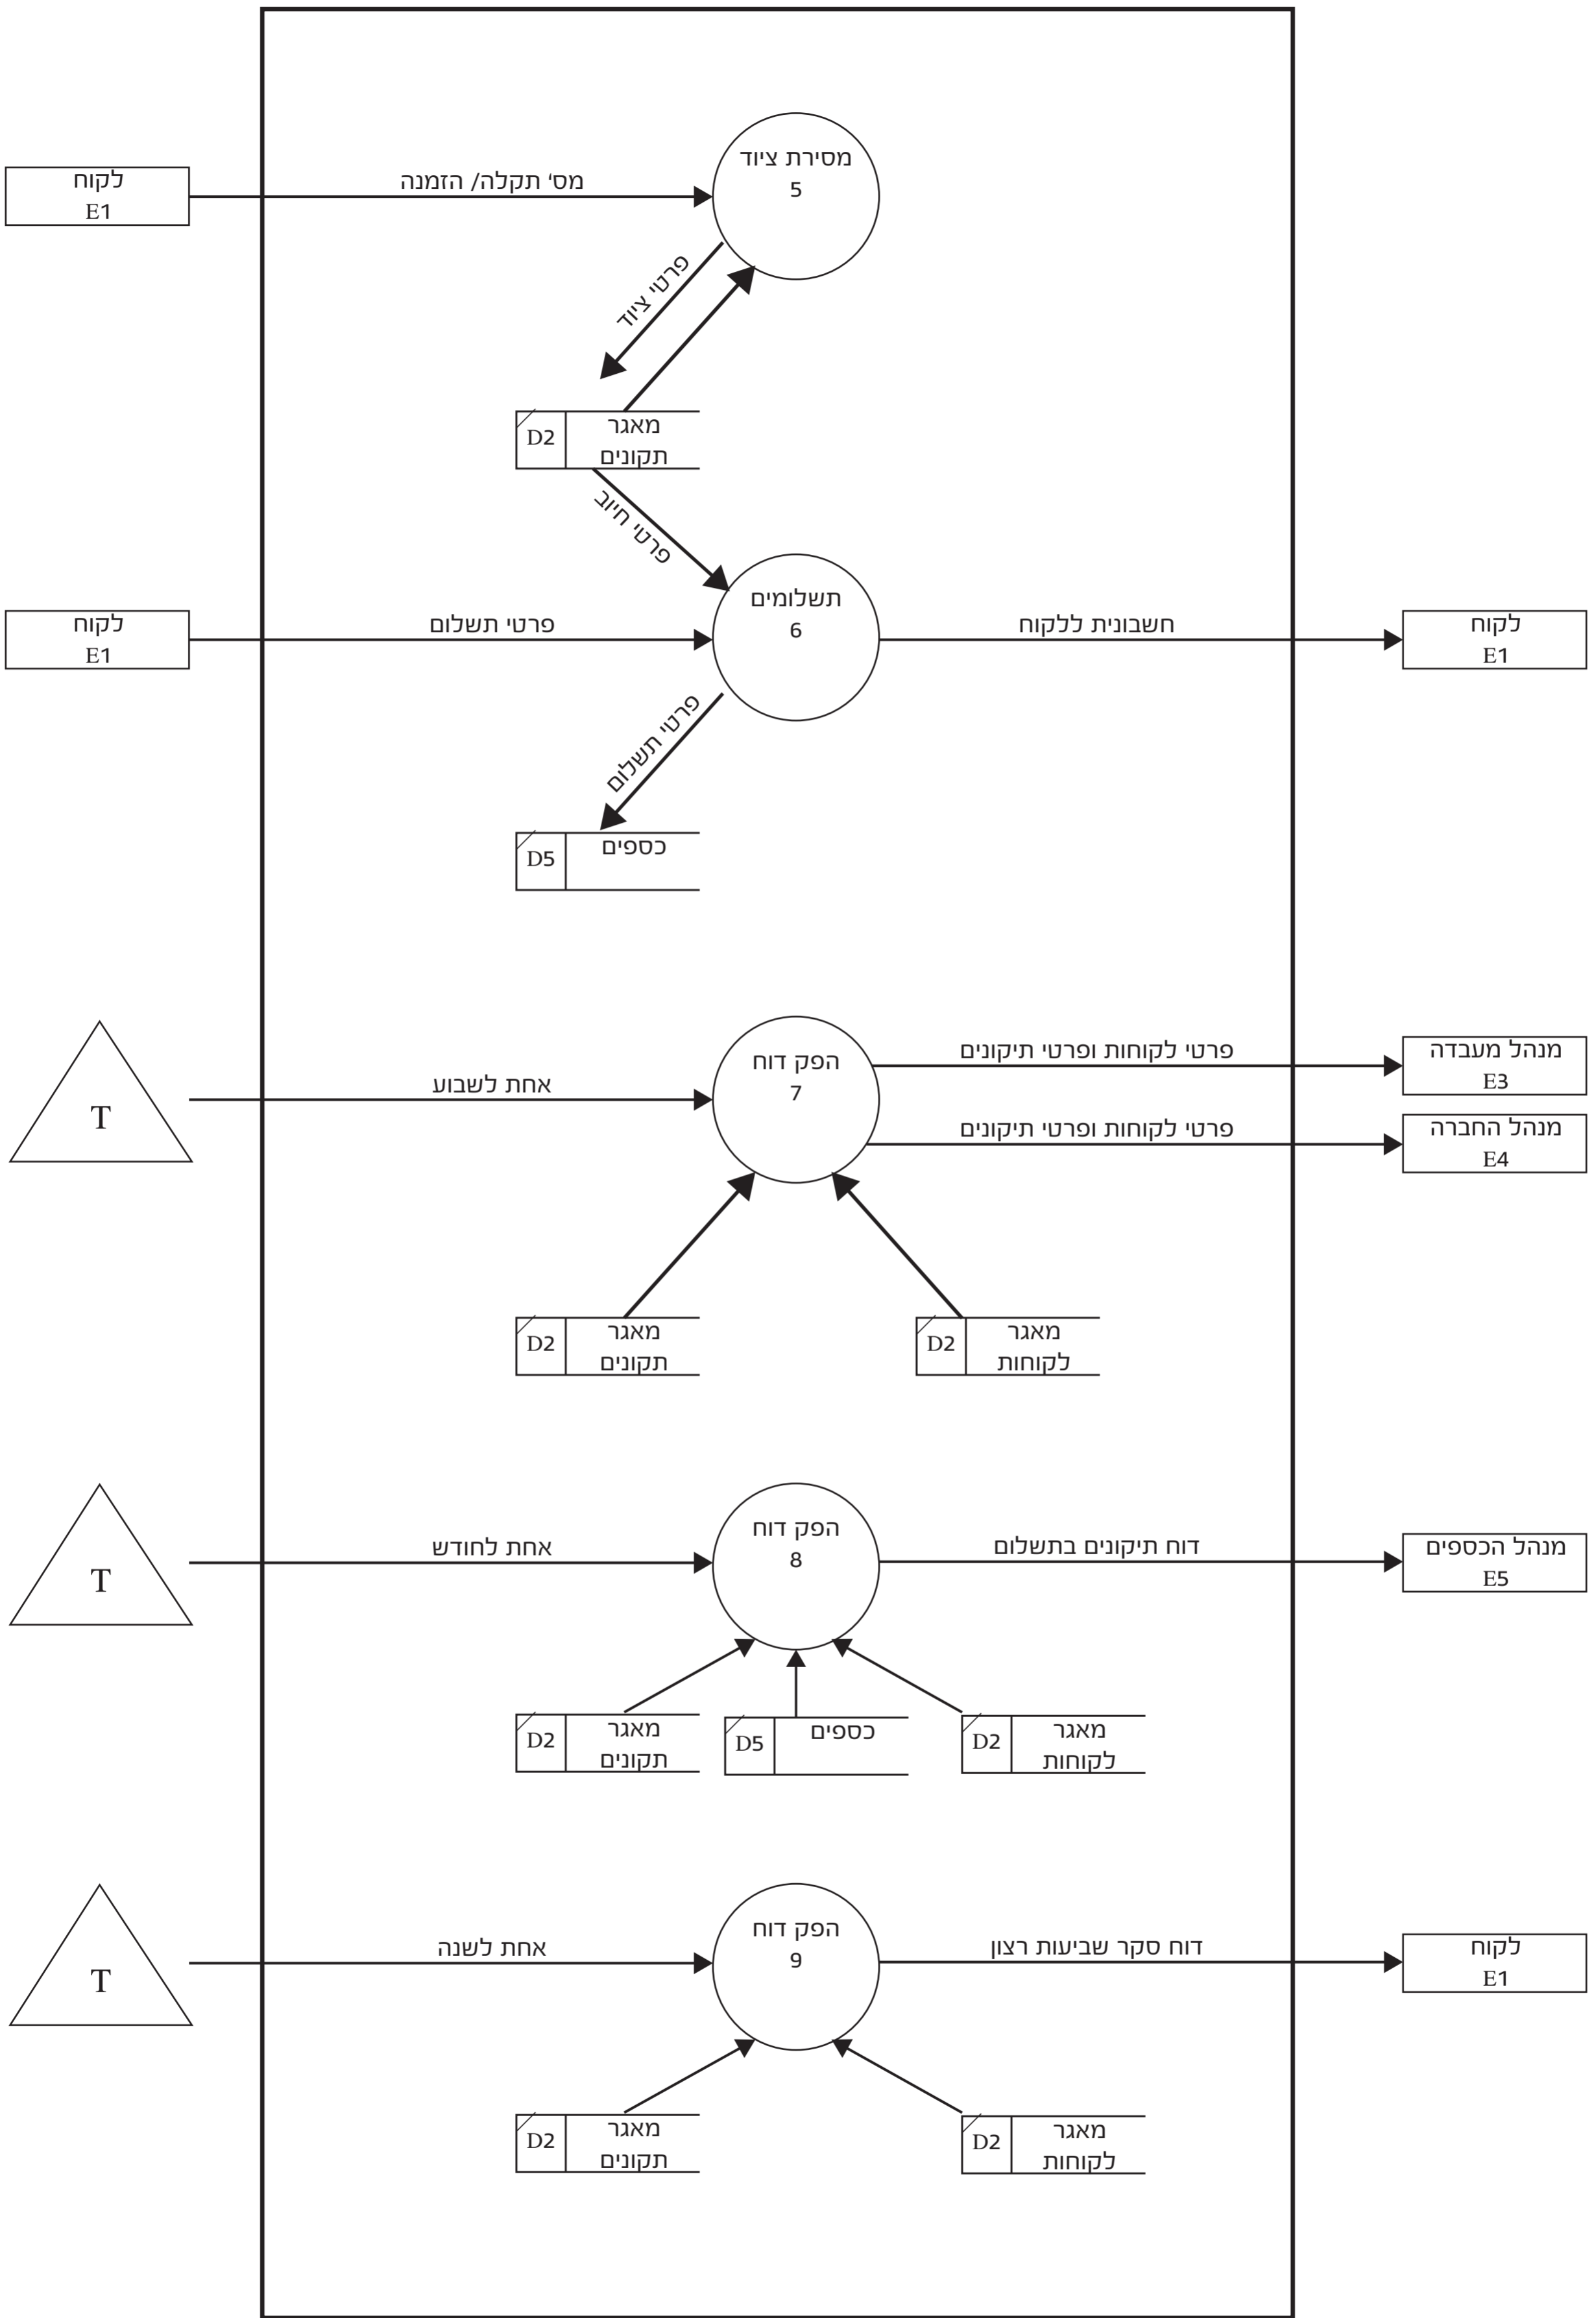 מסירת ציוד
5
לקוח
E1
מס' תקלה/ הזמנה
פרטי ציוד
D2
מאגר
תקונים
פרטי חיוב
תשלומים
6
לקוח
E1
פרטי תשלום
חשבונית ללקוח
לקוח
E1
פרטי תשלום
D5
כספים
הפק דוח
7
T
אחת לשבוע
פרטי לקוחות ופרטי תיקונים
מנהל מעבדה
E3
פרטי לקוחות ופרטי תיקונים
מנהל החברה
E4
D2
מאגר
תקונים
D2
מאגר
לקוחות
הפק דוח
8
T
אחת לחודש
דוח תיקונים בתשלום
מנהל הכספים
E5
D2
מאגר
תקונים
D5
כספים
D2
מאגר
לקוחות
הפק דוח
9
T
אחת לשנה
דוח סקר שביעות רצון
לקוח
E1
D2
מאגר
תקונים
D2
מאגר
לקוחות